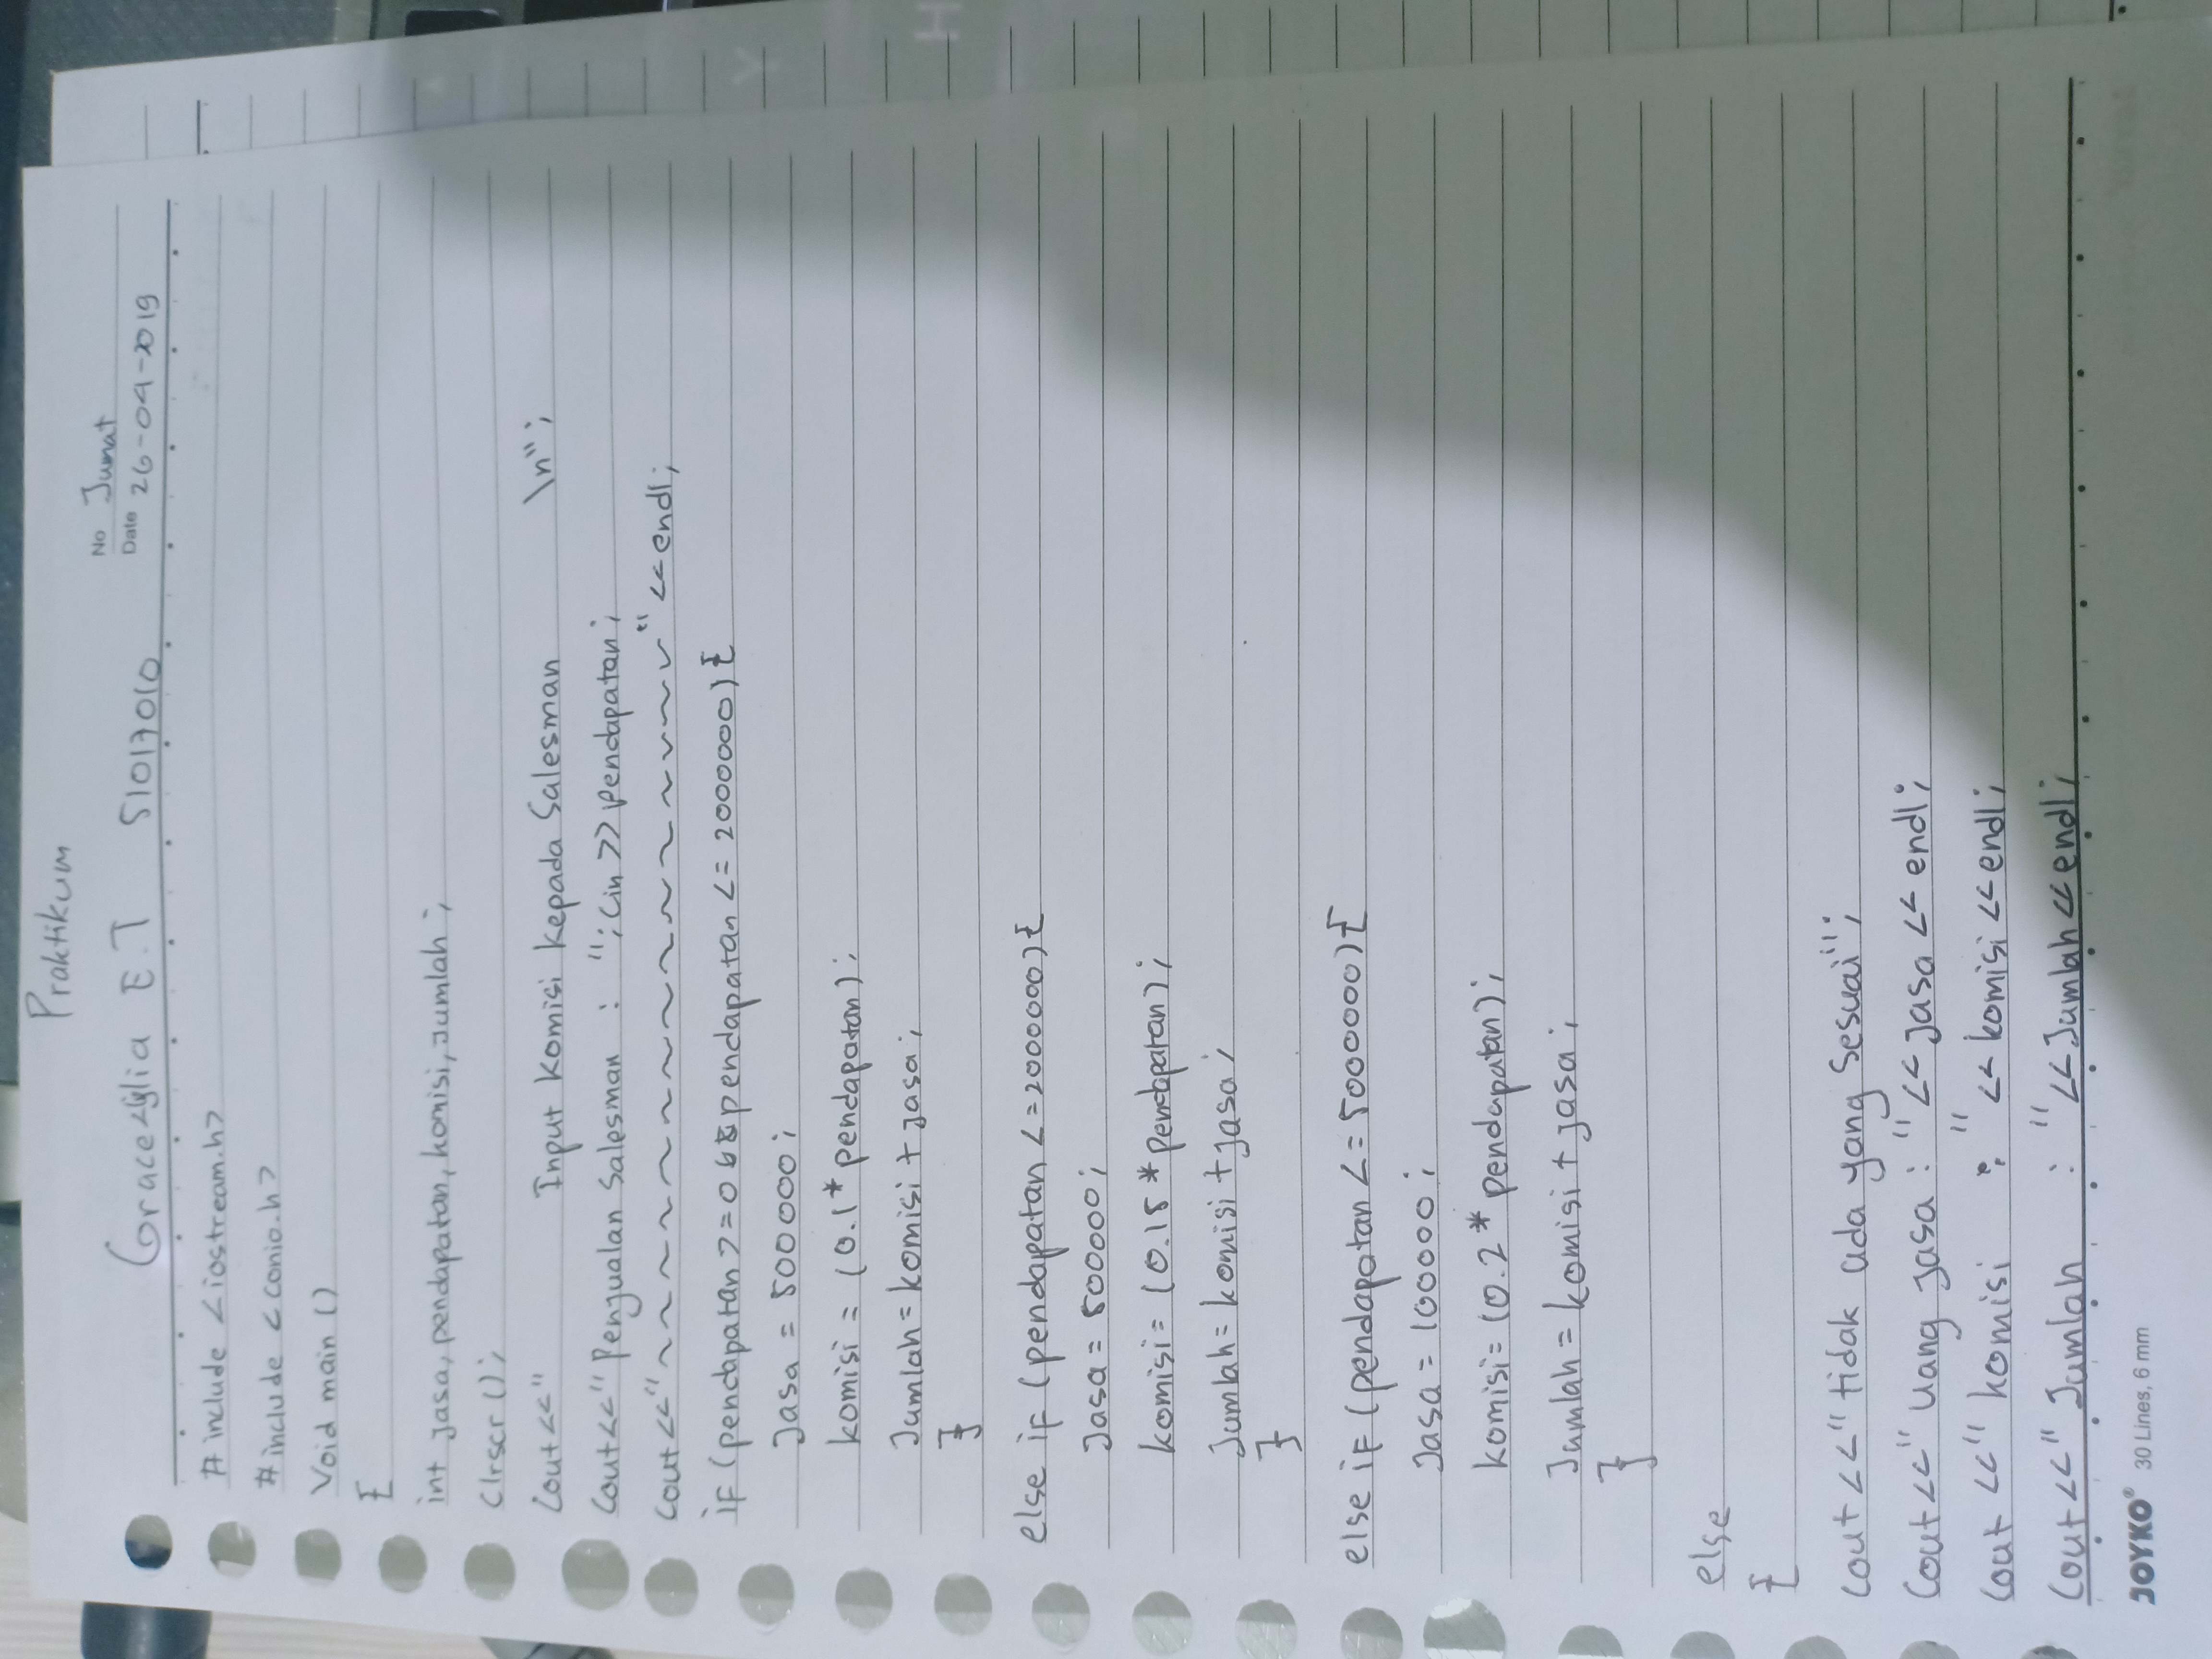 Praktikum
No Jumat
Gracellglia E.T 51017010 Date 26-04-2019
# include <iostream.h>
# include <conio.h>
Void main ()
{
int jasa, pendapatan, komisi, jumlah;
Clrscr ();
Cout<<" Input Komisi Kepada Salesman \n";
Cout<<"Penjualan Salesman : "; Cin >> pendapatan;
Cout<<"~~~~~~~~~~~~~~~~~~~~"<<endl;
if (pendapatan >= 0 && pendapatan <= 200000) {
Jasa = 500000;
komisi = (0.1* pendapatan);
Jumlah = komisi + jasa;
}
else if (pendapatan <= 2000000) {
Jasa = 500000;
komisi = (0.15* pendapatan);
Jumlah = komisi + jasa;
}
else if (pendapatan <= 5000000) {
Jasa = 100000;
komisi = (0.2* pendapatan);
Jumlah = komisi + jasa;
}
else
{
Cout<<"tidak ada yang Sesuai";
Cout<<"uang jasa : "<<jasa<<endl;
Cout<<"komisi : "<<komisi<<endl;
Cout<<"Jumlah : "<<Jumlah<<endl;
JOYKO® 30 Lines, 6 mm